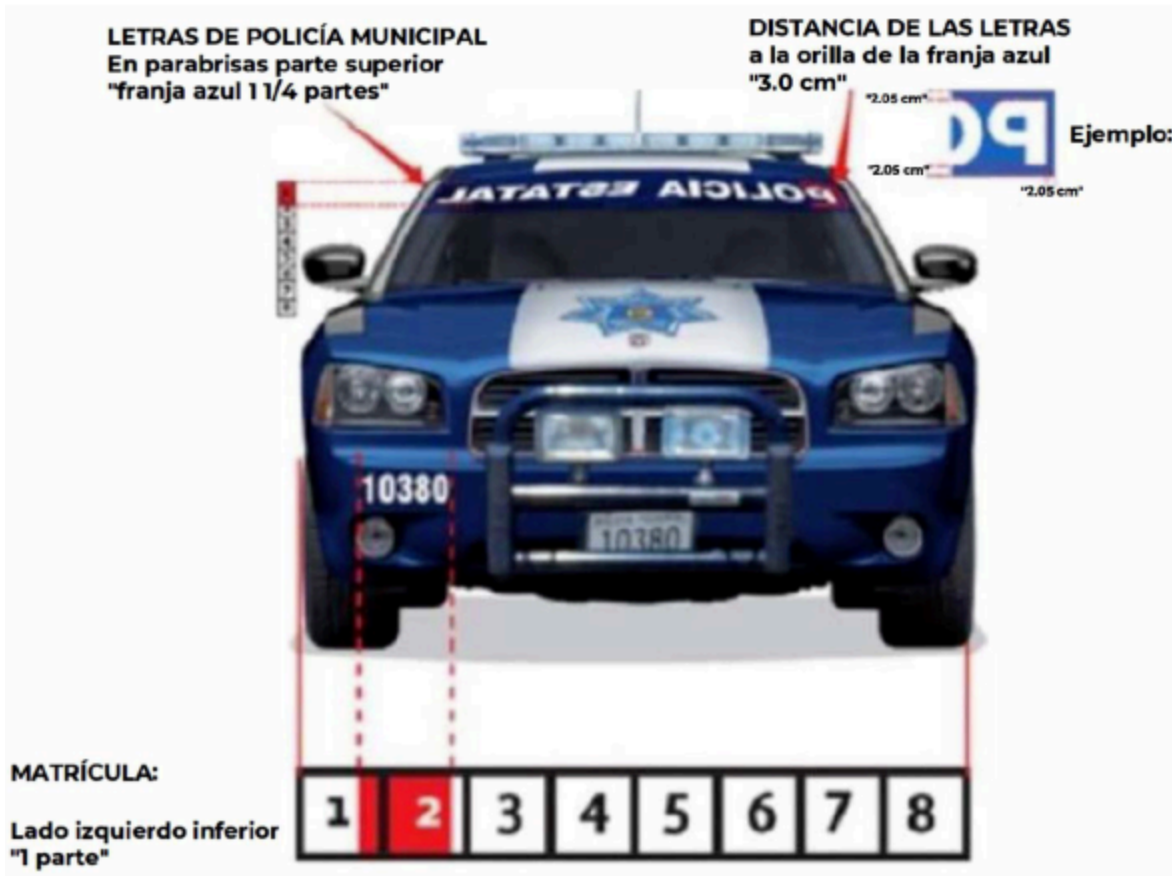 LETRAS DE POLICÍA MUNICIPAL
En parabrisas parte superior
"franja azul 1 1/4 partes"
DISTANCIA DE LAS LETRAS
a la orilla de la franja azul
"3.0 cm"
"2.05 cm"
PO
Ejemplo:
"2.05 cm"
"2.05 cm"
POLICIA ESTATAL
10380
10380
MATRÍCULA:
Lado izquierdo inferior
"1 parte"
1 2 3 4 5 6 7 8